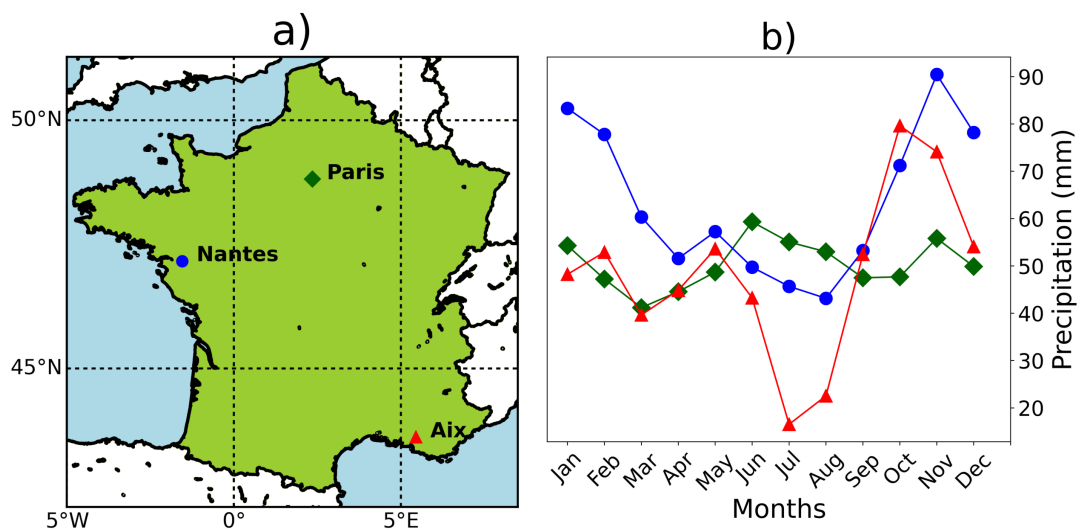 a)
50°N
45°N
5°W
0°
5°E
Paris
Nantes
Aix
b)
90
80
70
60
50
40
30
20
Precipitation (mm)
Jan
Feb
Mar
Apr
May
Jun
Jul
Aug
Sep
Oct
Nov
Dec
Months